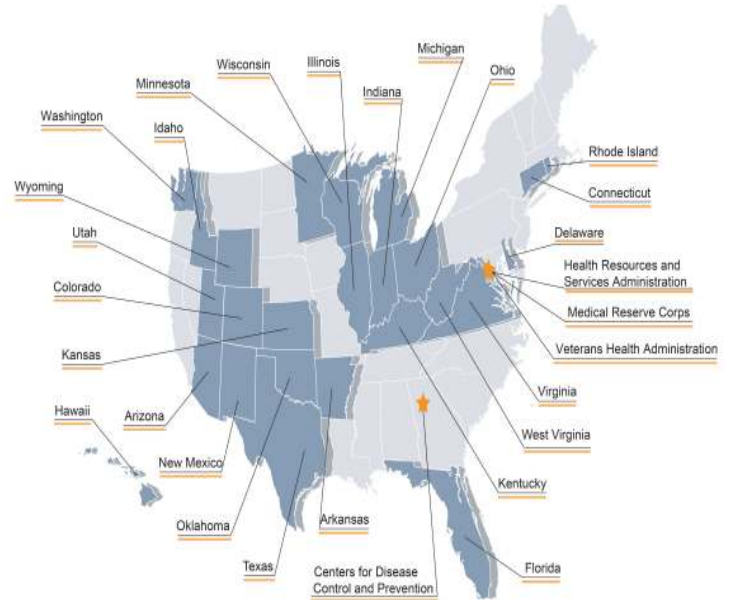 Michigan
Illinois
Wisconsin
Ohio
Minnesota
Indiana
Washington
Idaho
Rhode Island
Wyoming
Connecticut
Utah
Delaware
Health Resources and
Services Administration
Colorado
Medical Reserve Corps
Veterans Health Administration
Kansas
Virginia
Hawaii
Arizona
West Virginia
New Mexico
Kentucky
Oklahoma
Arkansas
Texas
Centers for Disease
Control and Prevention
Florida